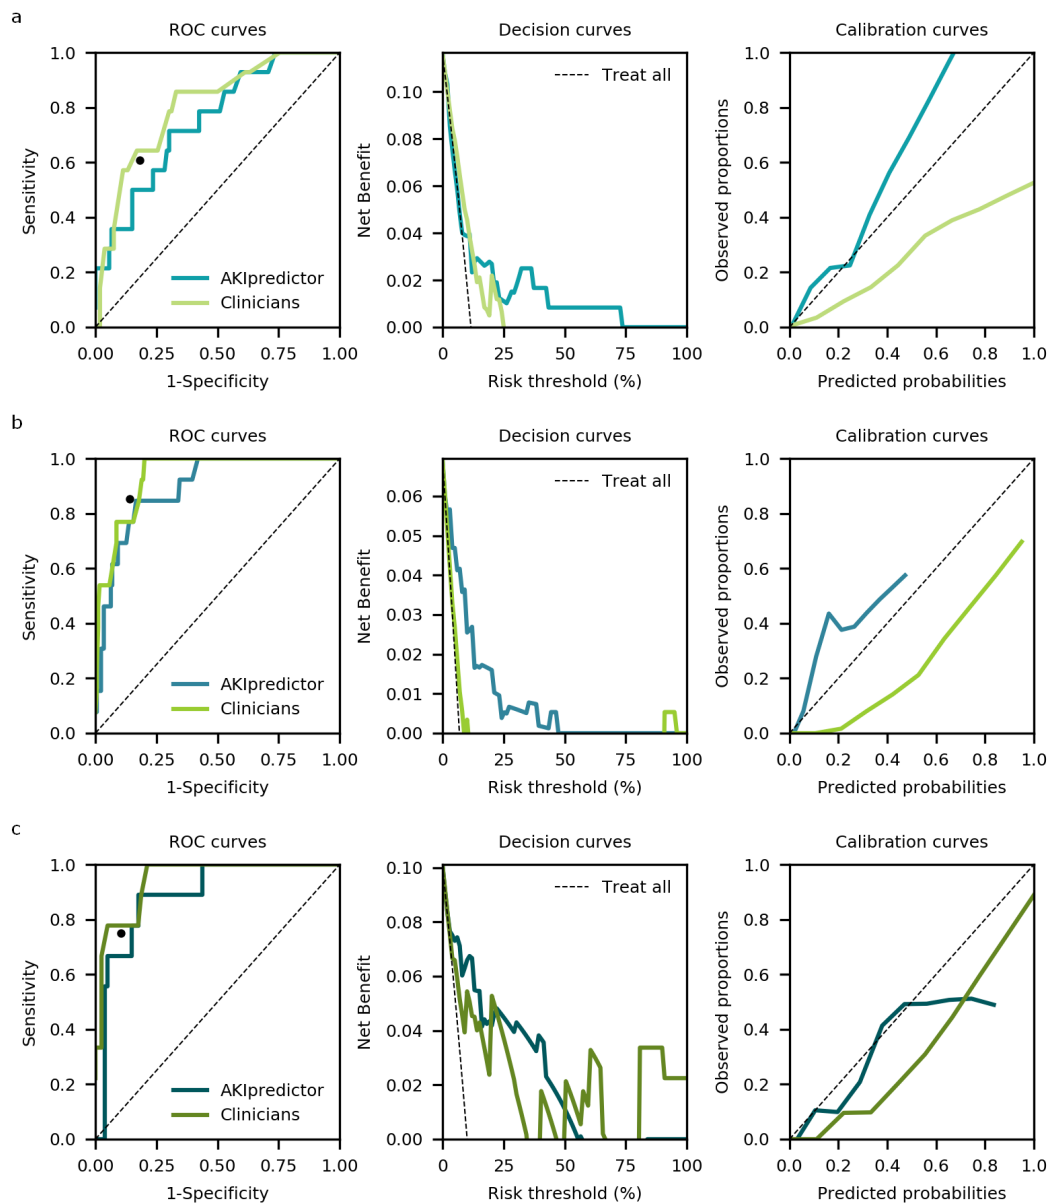 a
ROC curves
1.0
0.8
0.6
0.4
0.2
0.0
Sensitivity
AKIpredictor
Clinicians
0.00 0.25 0.50 0.75 1.00
1-Specificity
Decision curves
0.10
0.08
0.06
0.04
0.02
0.00
Net Benefit
Treat all
0 25 50 75 100
Risk threshold (%)
Calibration curves
1.0
0.8
0.6
0.4
0.2
0.0
Observed proportions
0.0 0.2 0.4 0.6 0.8 1.0
Predicted probabilities
b
ROC curves
1.0
0.8
0.6
0.4
0.2
0.0
Sensitivity
AKIpredictor
Clinicians
0.00 0.25 0.50 0.75 1.00
1-Specificity
Decision curves
0.06
0.05
0.04
0.03
0.02
0.01
0.00
Net Benefit
Treat all
0 25 50 75 100
Risk threshold (%)
Calibration curves
1.0
0.8
0.6
0.4
0.2
0.0
Observed proportions
0.0 0.2 0.4 0.6 0.8 1.0
Predicted probabilities
c
ROC curves
1.0
0.8
0.6
0.4
0.2
0.0
Sensitivity
AKIpredictor
Clinicians
0.00 0.25 0.50 0.75 1.00
1-Specificity
Decision curves
0.10
0.08
0.06
0.04
0.02
0.00
Net Benefit
Treat all
0 25 50 75 100
Risk threshold (%)
Calibration curves
1.0
0.8
0.6
0.4
0.2
0.0
Observed proportions
0.0 0.2 0.4 0.6 0.8 1.0
Predicted probabilities